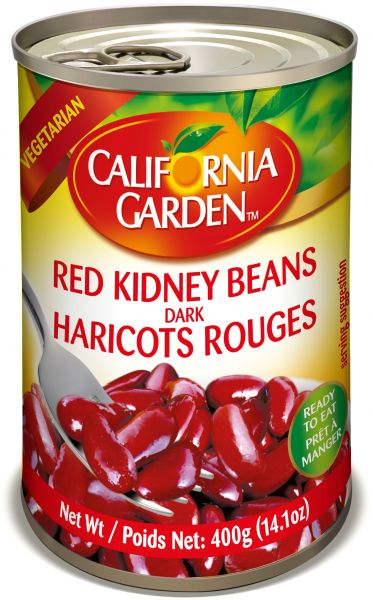 VEGETARIAN
CALIFORNIA
GARDEN™
RED KIDNEY BEANS
DARK
HARICOTS ROUGES
serving suggestion
READY
TO EAT
PRÊT À
MANGER
Net Wt / Poids Net: 400g (14.1oz)